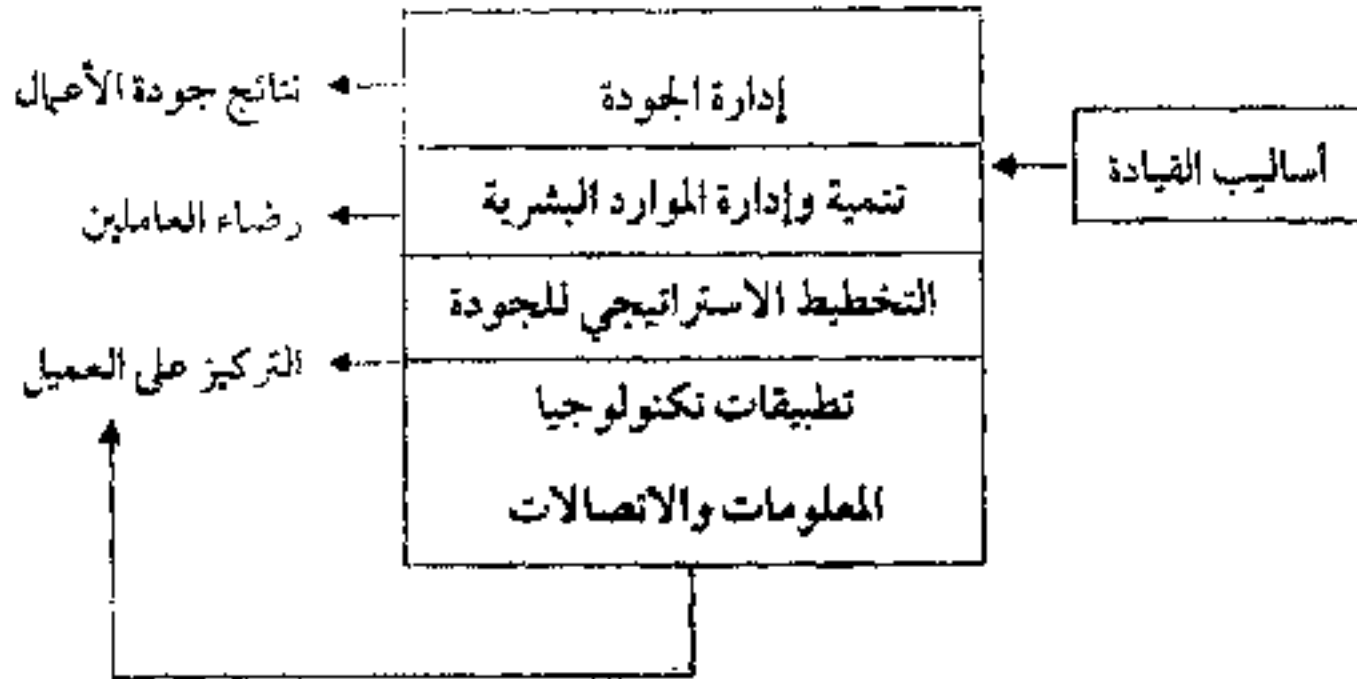 أساليب القيادة
إدارة الجودة
تنمية وإدارة الموارد البشرية
التخطيط الاستراتيجي للجودة
تطبيقات تكنولوجيا
المعلومات والاتصالات
نتائج جودة الأعمال
رضاء العاملين
التركيز على العميل